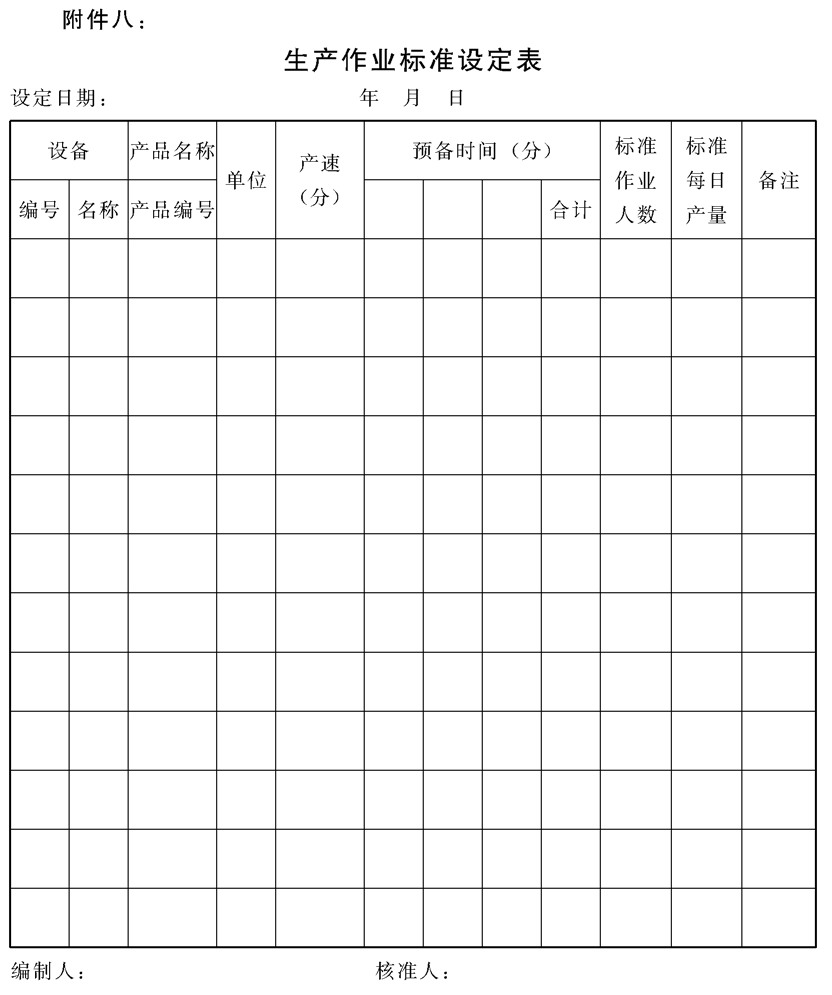 附件八：
生产作业标准设定表
设定日期： 年 月 日
设备 产品名称 单位 产速（分） 预备时间（分） 标准作业人数 标准每日产量 备注
编号 名称 产品编号 合计
编制人： 核准人：